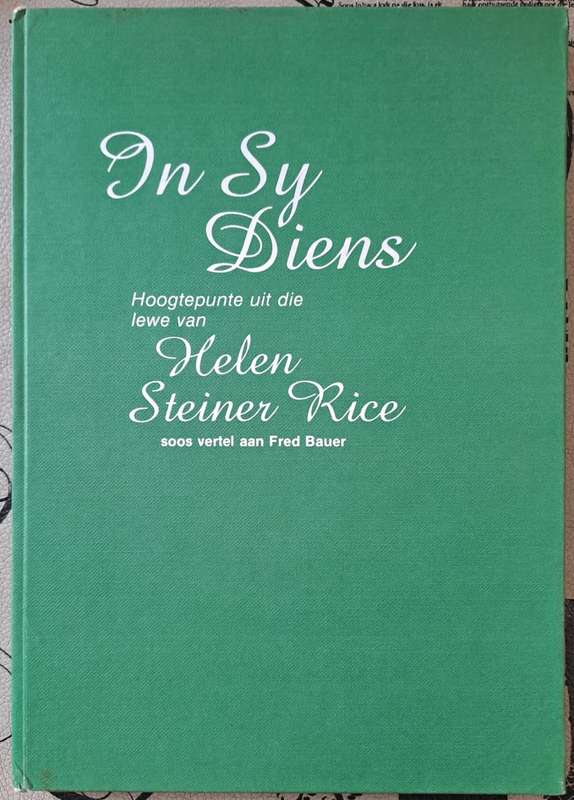 In Sy
Diens
Hoogtepunte uit die
lewe van
Helen
Steiner Rice
soos vertel aan Fred Bauer